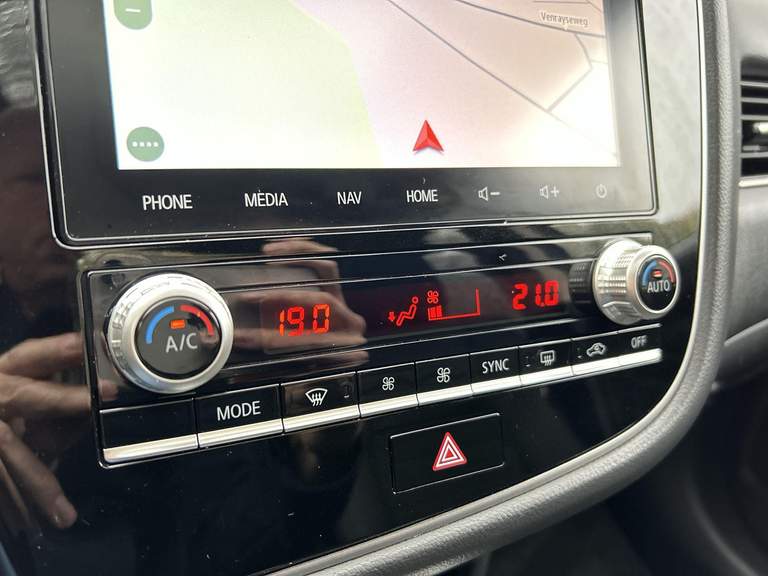 Venrayseweg
PHONE MEDIA NAV HOME
19.0 21.0
A/C AUTO
MODE SYNC OFF